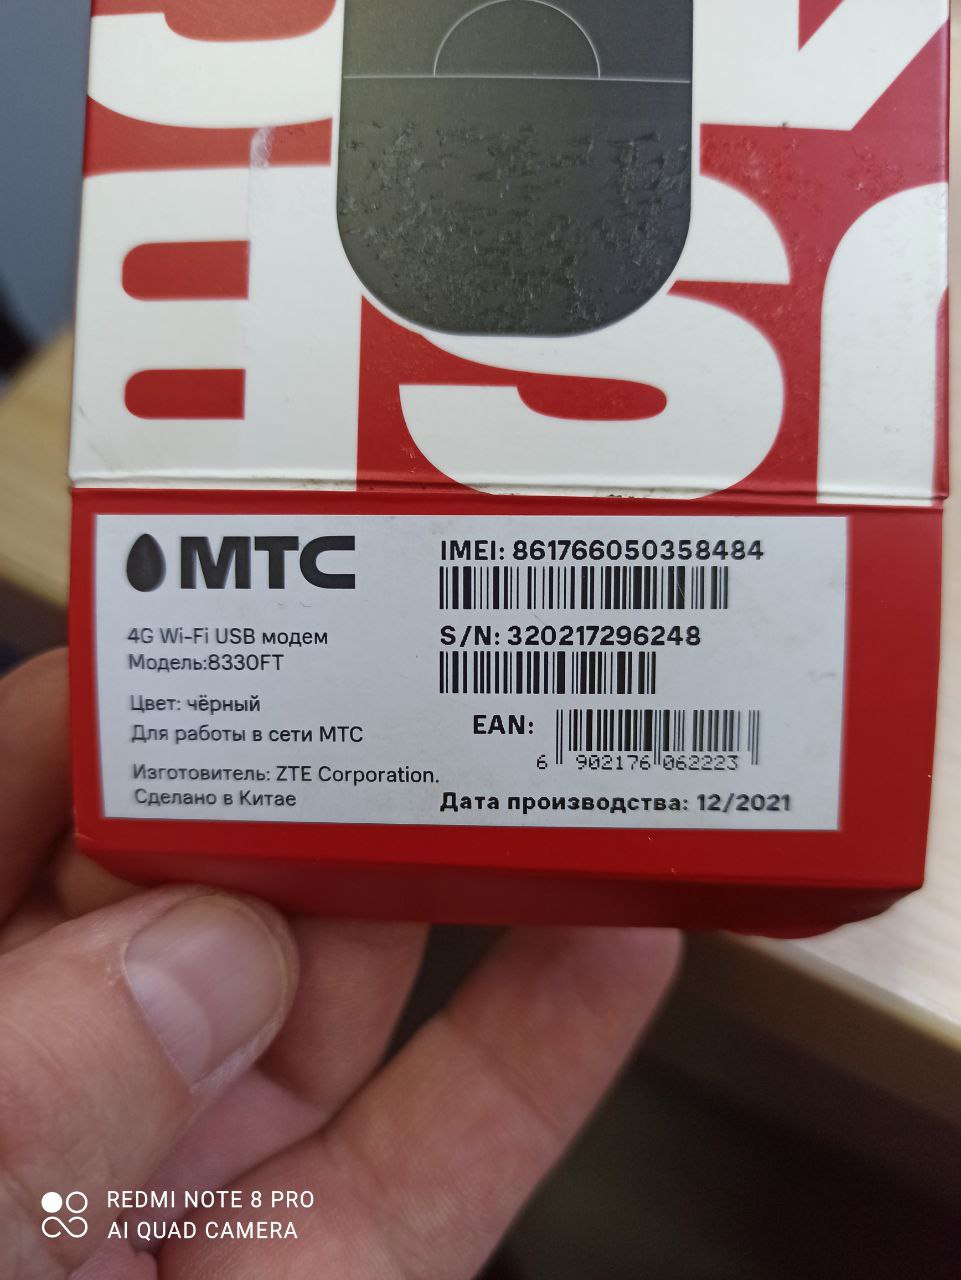 МТС
4G Wi-Fi USB модем
Модель:8330FT
Цвет: чёрный
Для работы в сети МТС
Изготовитель: ZTE Corporation.
Сделано в Китае
IMEI: 861766050358484
S/N: 320217296248
EAN:
6 902176 062223
Дата производства: 12/2021
REDMI NOTE 8 PRO
AI QUAD CAMERA